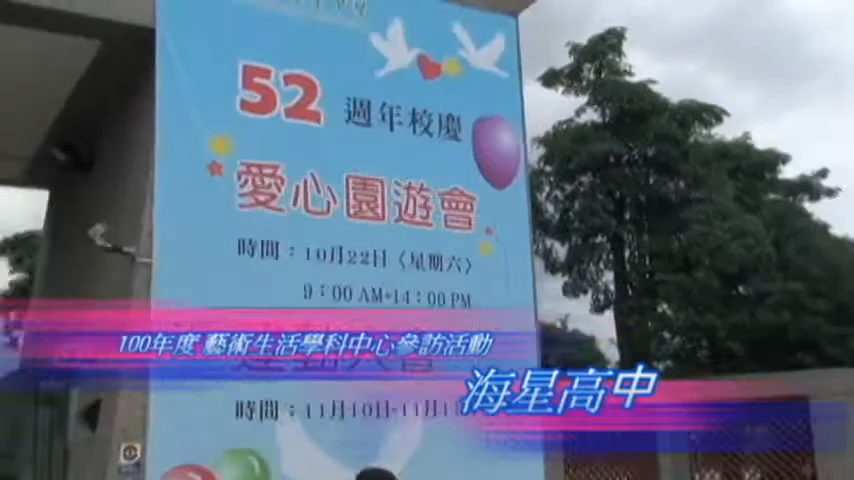 52 週年校慶
愛心園遊會
時間：10月22日〈星期六〉
9：00 AM-14：00 PM
100年度 藝術生活學科中心參訪活動
海星高中
時間：11月10日-11月1